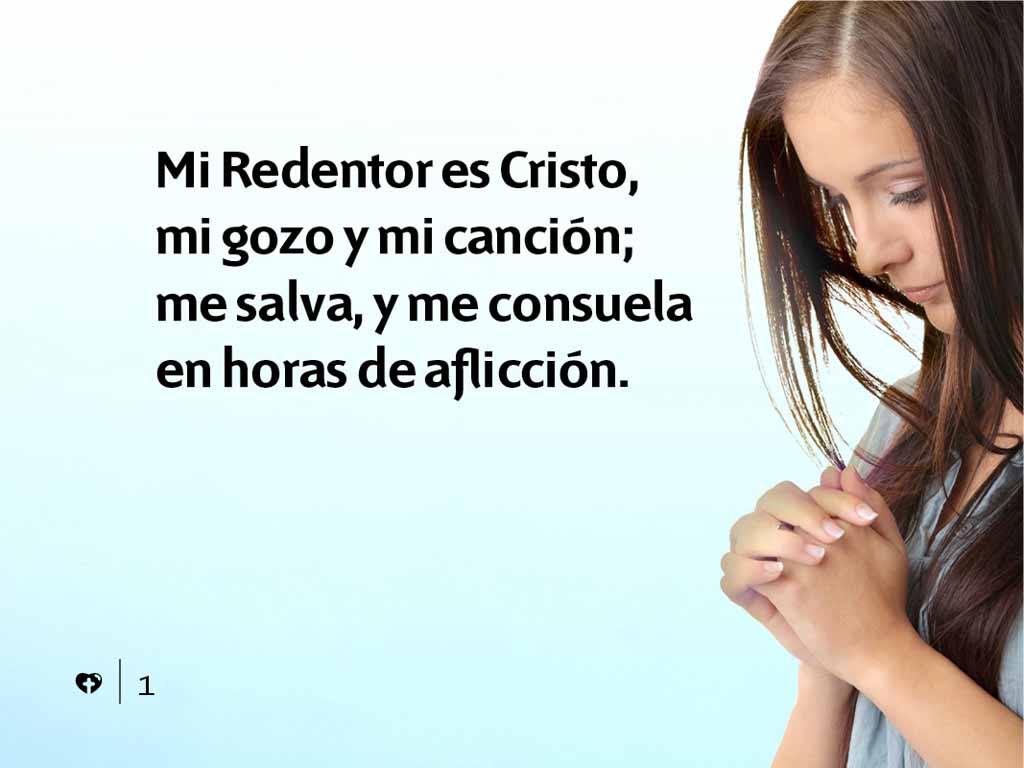 Mi Redentor es Cristo,
mi gozo y mi canción;
me salva, y me consuela
en horas de aflicción.
1